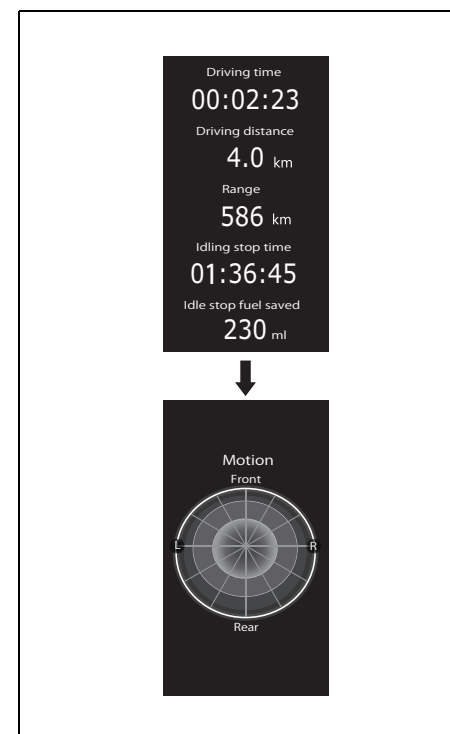 Driving time
00:02:23
Driving distance
4.0 km
Range
586 km
Idling stop time
01:36:45
Idle stop fuel saved
230 ml
Motion
Front
L R
Rear